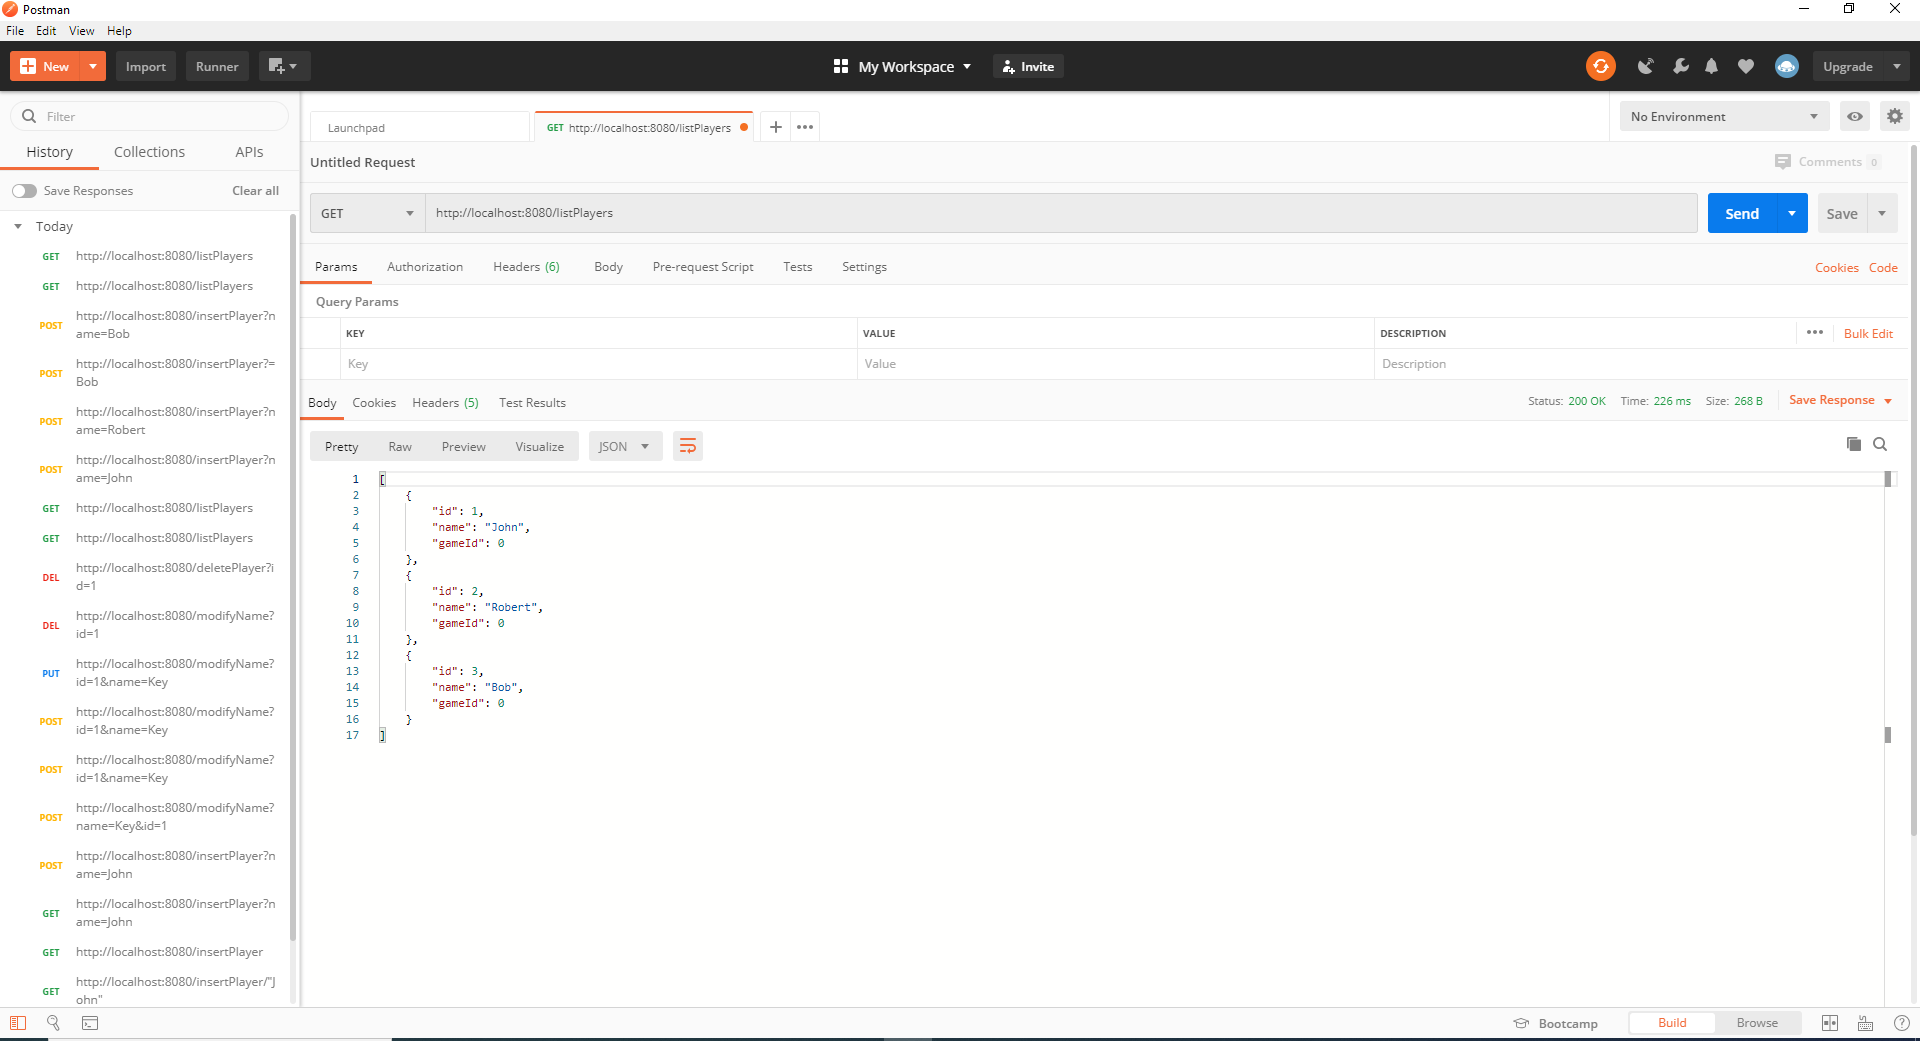 Postman
File Edit View Help
New Import Runner My Workspace Invite Upgrade
Filter
History Collections APIs
Save Responses Clear all
Today
GET http://localhost:8080/listPlayers
GET http://localhost:8080/listPlayers
POST http://localhost:8080/insertPlayer?n
ame=Bob
POST http://localhost:8080/insertPlayer?=
Bob
POST http://localhost:8080/insertPlayer?n
ame=Robert
POST http://localhost:8080/insertPlayer?n
ame=John
GET http://localhost:8080/listPlayers
GET http://localhost:8080/listPlayers
DEL http://localhost:8080/deletePlayer?i
d=1
DEL http://localhost:8080/modifyName?
id=1
PUT http://localhost:8080/modifyName?
id=1&name=Key
POST http://localhost:8080/modifyName?
id=1&name=Key
POST http://localhost:8080/modifyName?
id=1&name=Key
POST http://localhost:8080/modifyName?
name=Key&id=1
POST http://localhost:8080/insertPlayer?n
ame=John
GET http://localhost:8080/insertPlayer?n
ame=John
GET http://localhost:8080/insertPlayer
GET http://localhost:8080/insertPlayer/"J
ohn"
Launchpad GET http://localhost:8080/listPlayers No Environment
Untitled Request Comments 0
GET http://localhost:8080/listPlayers Send Save
Params Authorization Headers (6) Body Pre-request Script Tests Settings Cookies Code
Query Params
KEY VALUE DESCRIPTION Bulk Edit
Key Value Description
Body Cookies Headers (5) Test Results Status: 200 OK Time: 226 ms Size: 268 B Save Response
Pretty Raw Preview Visualize JSON
1 [
2 {
3 "id": 1,
4 "name": "John",
5 "gameId": 0
6 },
7 {
8 "id": 2,
9 "name": "Robert",
10 "gameId": 0
11 },
12 {
13 "id": 3,
14 "name": "Bob",
15 "gameId": 0
16 }
17 ]
Bootcamp Build Browse